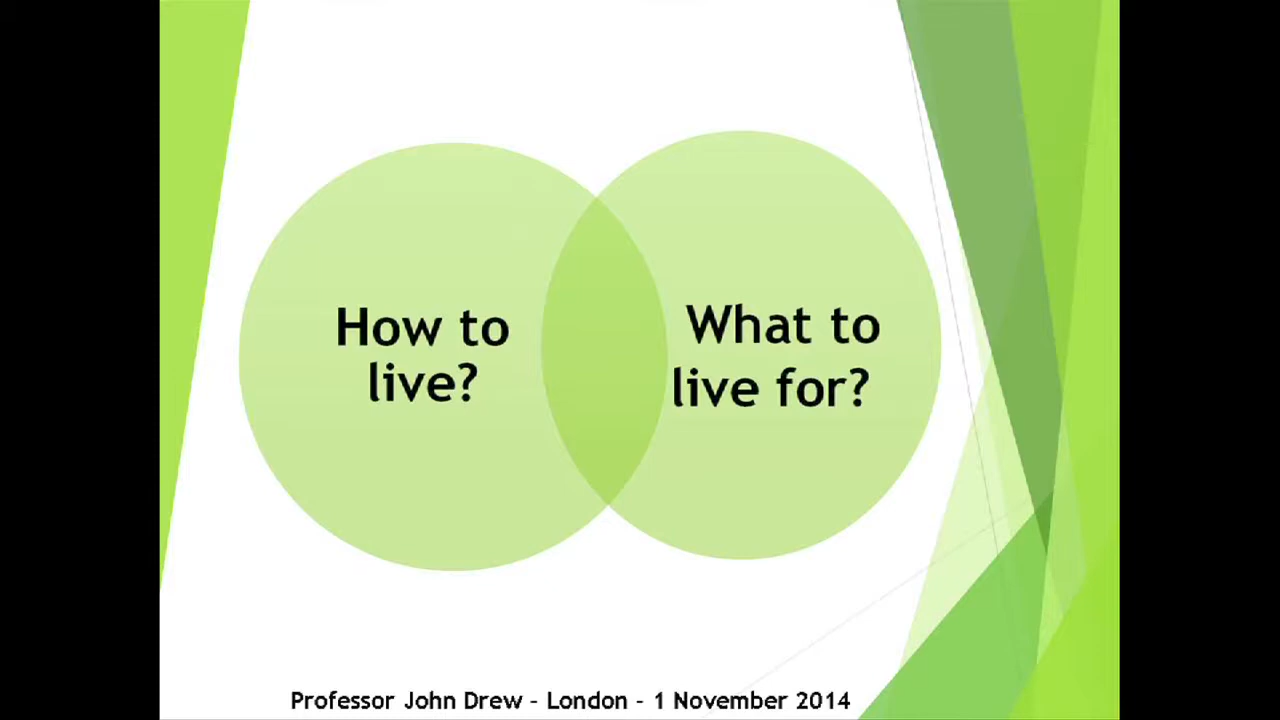 How to
live?
What to
live for?
Professor John Drew – London – 1 November 2014